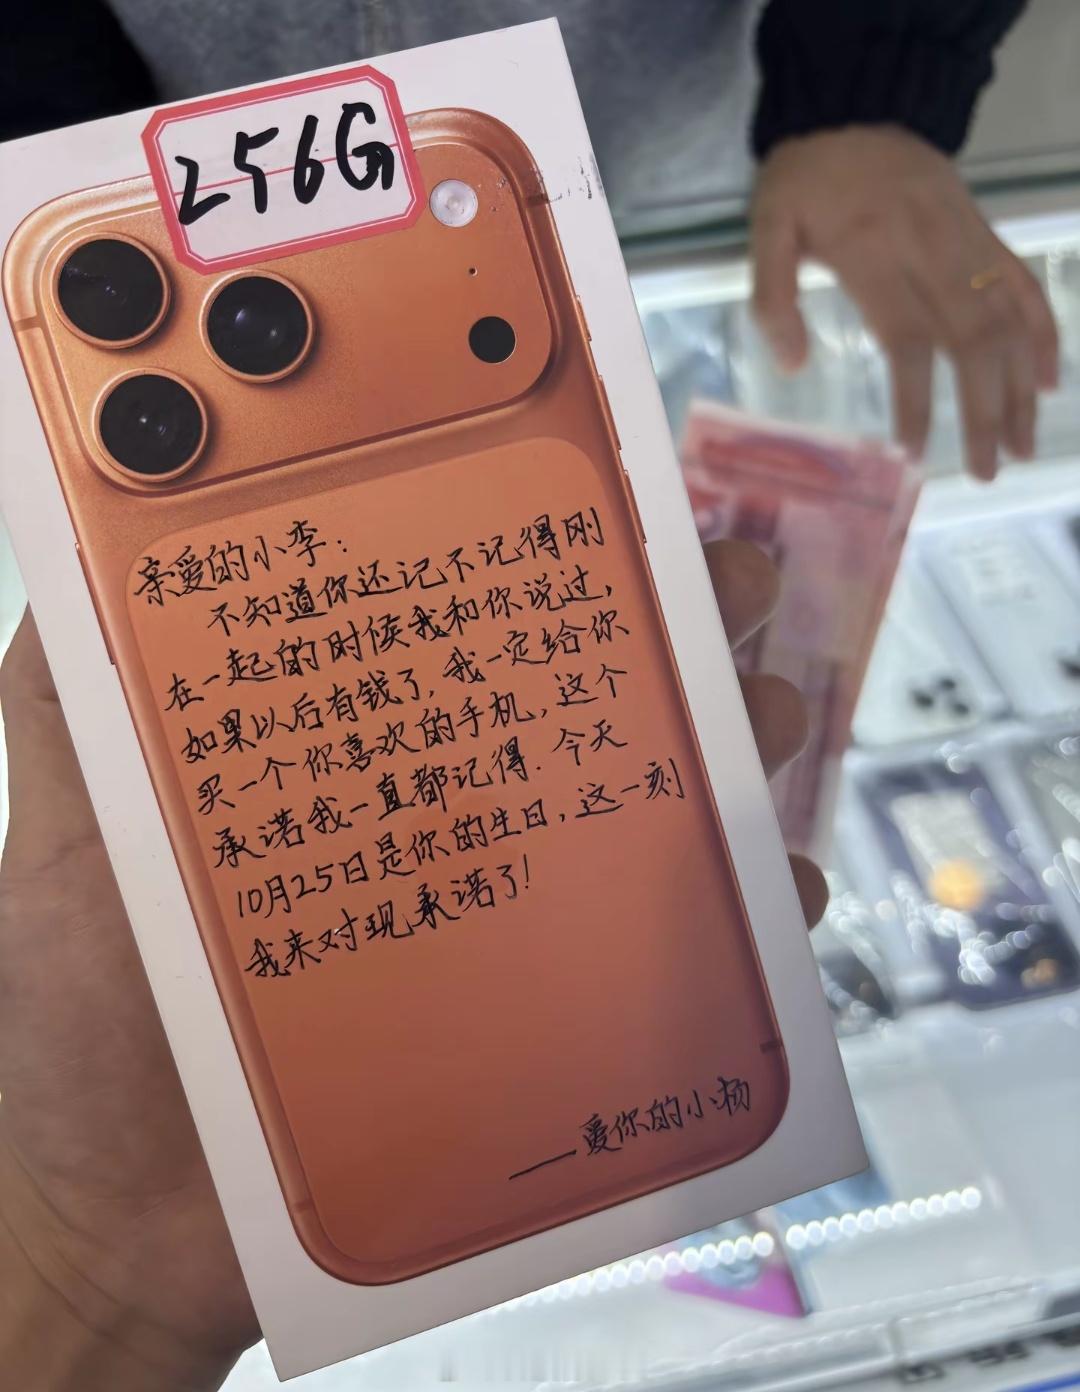 256G
亲爱的小李:
不知道你还记不记得刚
在一起的时候我和你说过,
如果以后有钱了,我一定给你
买一个你喜欢的手机,这个
承诺我一直都记得.今天
10月25日是你的生日,这一刻
我来对现承诺了!
——爱你的小杨